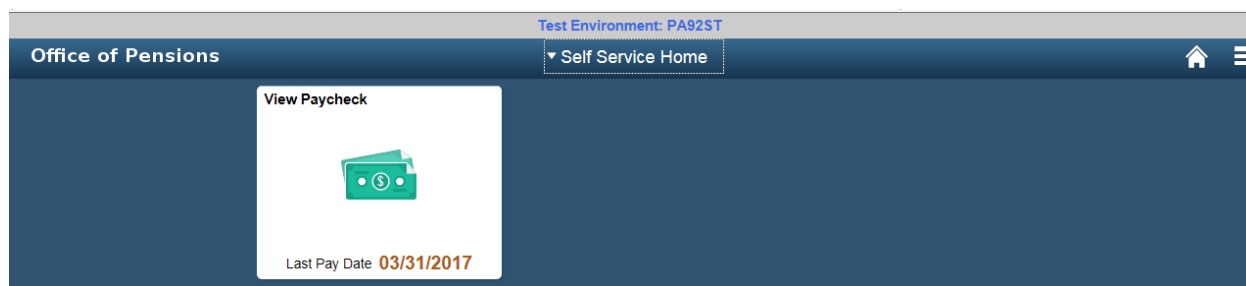 Test Environment: PA92ST
Office of Pensions
Self Service Home
View Paycheck
$
Last Pay Date 03/31/2017